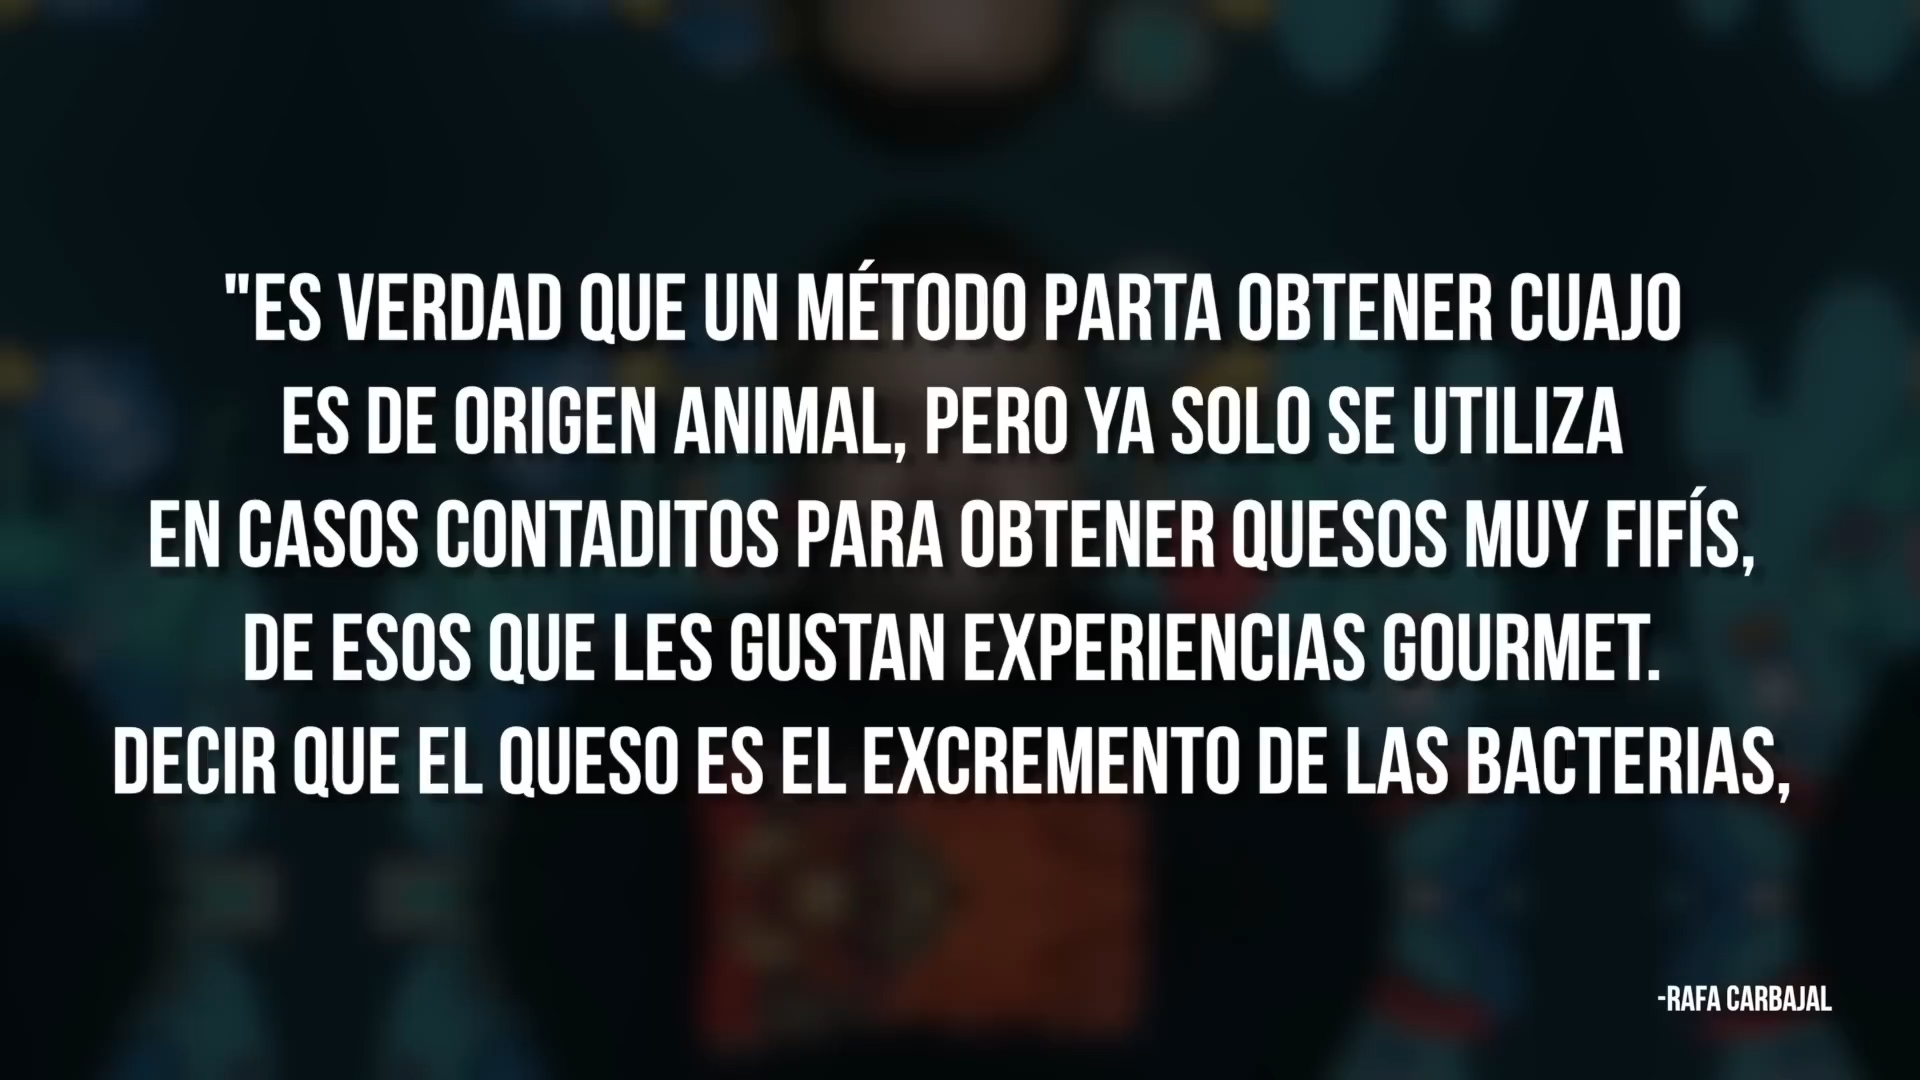 "ES VERDAD QUE UN MÉTODO PARTA OBTENER CUAJO
ES DE ORIGEN ANIMAL, PERO YA SOLO SE UTILIZA
EN CASOS CONTADITOS PARA OBTENER QUESOS MUY FIFÍS,
DE ESOS QUE LES GUSTAN EXPERIENCIAS GOURMET.
DECIR QUE EL QUESO ES EL EXCREMENTO DE LAS BACTERIAS,
-RAFA CARBAJAL